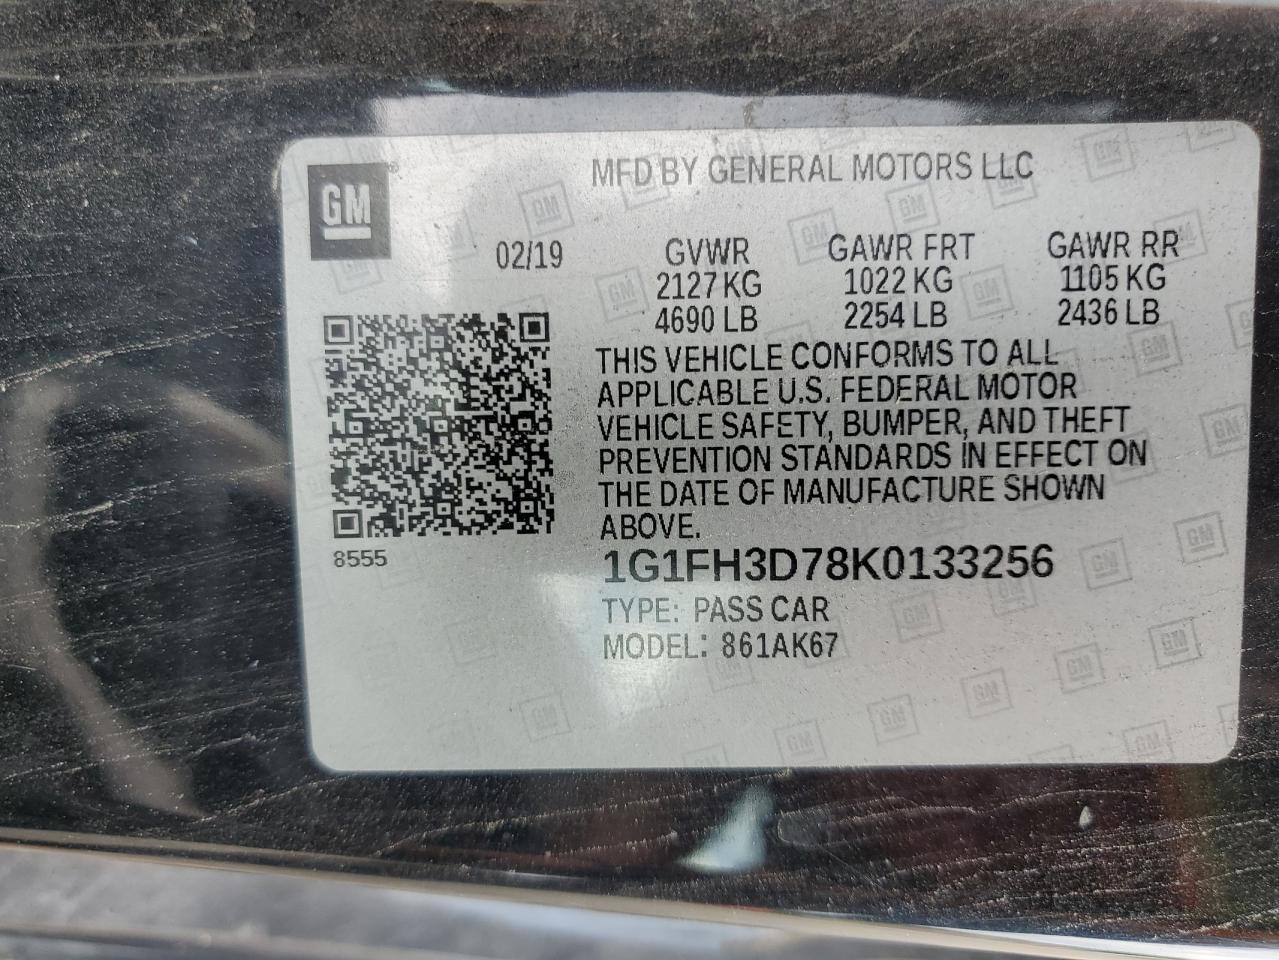 GM
MFD BY GENERAL MOTORS LLC
02/19
GVWR GAWR FRT GAWR RR
2127 KG 1022 KG 1105 KG
4690 LB 2254 LB 2436 LB
THIS VEHICLE CONFORMS TO ALL
APPLICABLE U.S. FEDERAL MOTOR
VEHICLE SAFETY, BUMPER, AND THEFT
PREVENTION STANDARDS IN EFFECT ON
THE DATE OF MANUFACTURE SHOWN
ABOVE.
8555
1G1FH3D78K0133256
TYPE: PASS CAR
MODEL: 861AK67